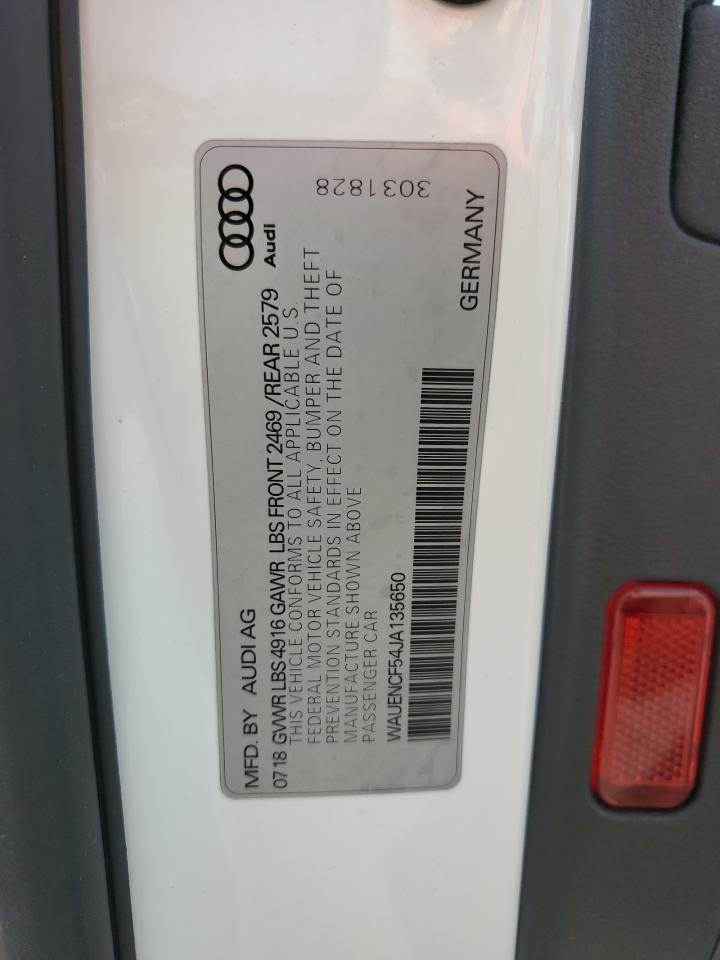 MFD. BY AUDI AG
Audi
0718 GVWR LBS 4916 GAWR LBS FRONT 2469 /REAR 2579
THIS VEHICLE CONFORMS TO ALL APPLICABLE U.S.
FEDERAL MOTOR VEHICLE SAFETY, BUMPER AND THEFT
PREVENTION STANDARDS IN EFFECT ON THE DATE OF
MANUFACTURE SHOWN ABOVE
PASSENGER CAR
3031828
WAUENCF54JA135650
GERMANY